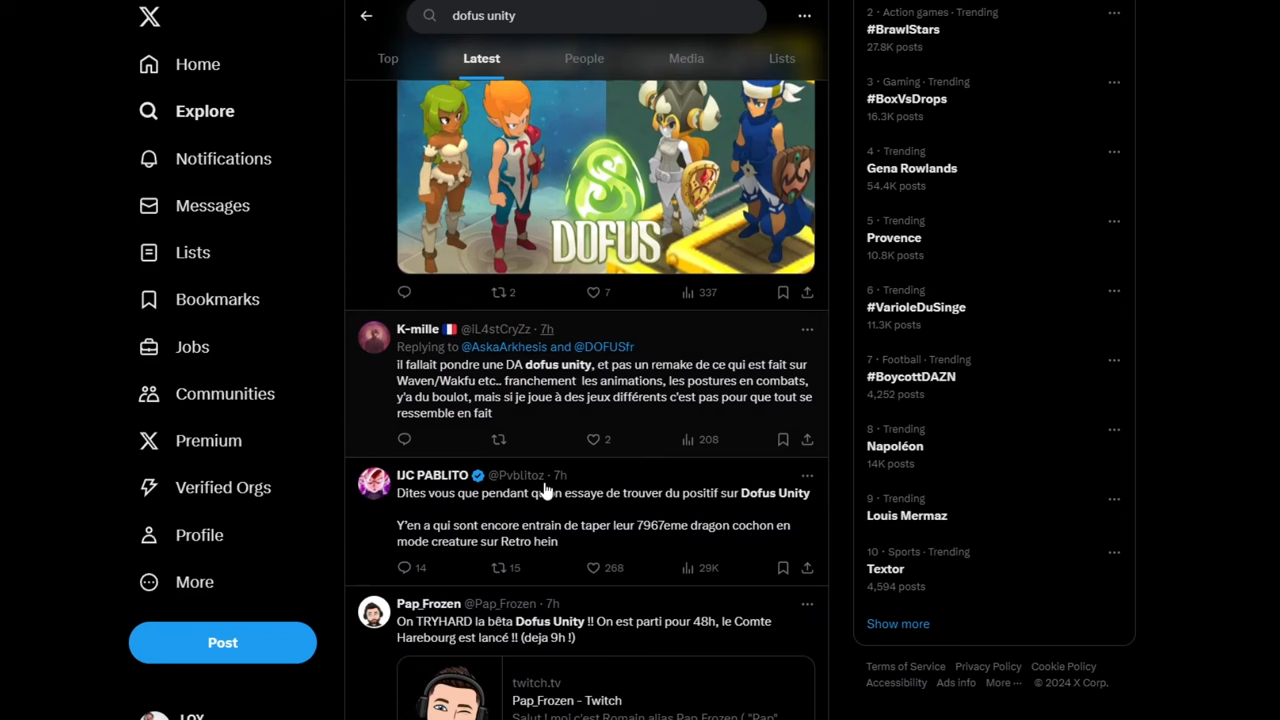 dofus unity
Top
Latest
People
Media
Lists
Home
Explore
Notifications
Messages
Lists
Bookmarks
Jobs
Communities
Premium
Verified Orgs
Profile
More
Post
DOFUS
2
7
337
K-mille 🇫🇷 @iL4stCryZz · 7h
Replying to @AskaArkhesis and @DOFUSfr
il fallait pondre une DA dofus unity, et pas un remake de ce qui est fait sur
Waven/Wakfu etc.. franchement les animations, les postures en combats,
y'a du boulot, mais si je joue à des jeux différents c'est pas pour que tout se
ressemble en fait
2
208
IJC PABLITO @Pvblitoz · 7h
Dites vous que pendant essaye de trouver du positif sur Dofus Unity
Y'en a qui sont encore entrain de taper leur 7967eme dragon cochon en
mode creature sur Retro hein
14
15
268
29K
Pap_Frozen @Pap_Frozen · 7h
On TRYHARD la bêta Dofus Unity !! On est parti pour 48h, le Comte
Harebourg est lancé !! (deja 9h !)
twitch.tv
Pap_Frozen - Twitch
Salut ! moi c'est Romain alias Pap Frozen ( "Pap"
2 · Action games · Trending
#BrawlStars
27.8K posts
3 · Gaming · Trending
#BoxVsDrops
16.3K posts
4 · Trending
Gena Rowlands
54.4K posts
5 · Trending
Provence
10.8K posts
6 · Trending
#VarioleDuSinge
11.3K posts
7 · Football · Trending
#BoycottDAZN
4,252 posts
8 · Trending
Napoléon
14K posts
9 · Trending
Louis Mermaz
10 · Sports · Trending
Textor
4,594 posts
Show more
Terms of Service Privacy Policy Cookie Policy
Accessibility Ads info More ··· © 2024 X Corp.